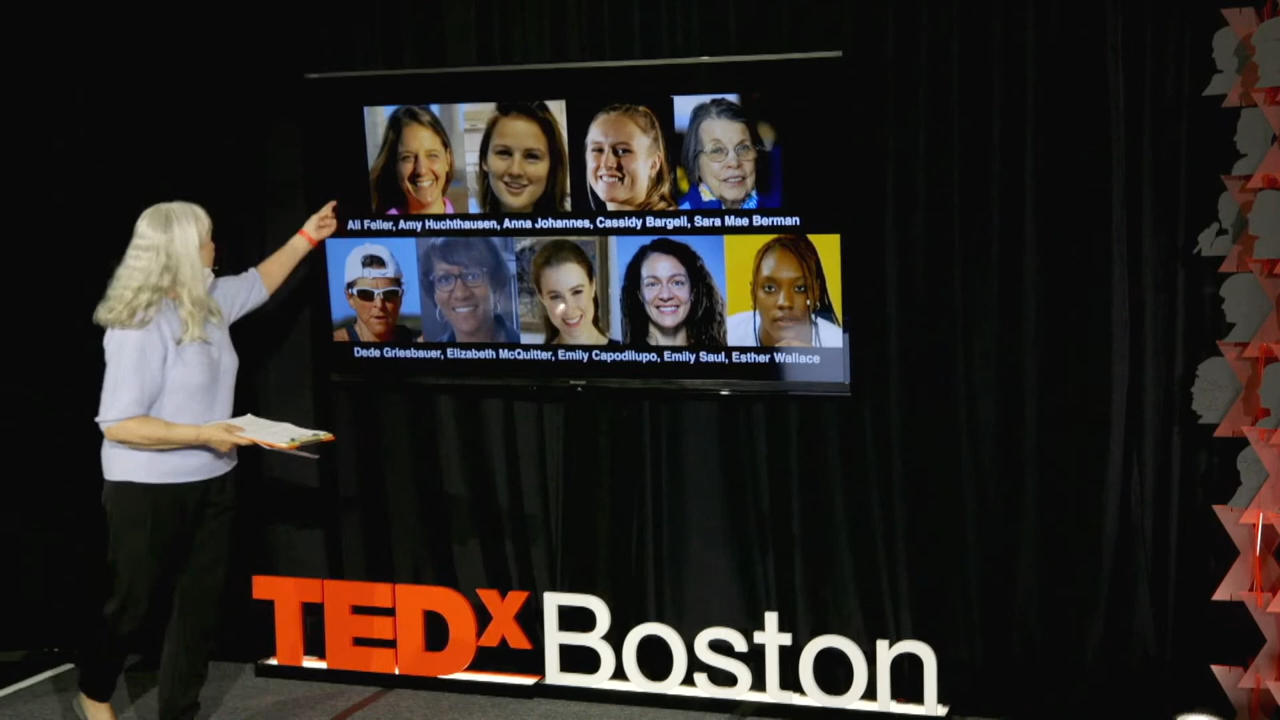 Ali Feller, Amy Huchthausen, Anna Johannes, Cassidy Bargell, Sara Mae Berman
Dede Griesbauer, Elizabeth McQuitter, Emily Capodilupo, Emily Saul, Esther Wallace
TEDx Boston